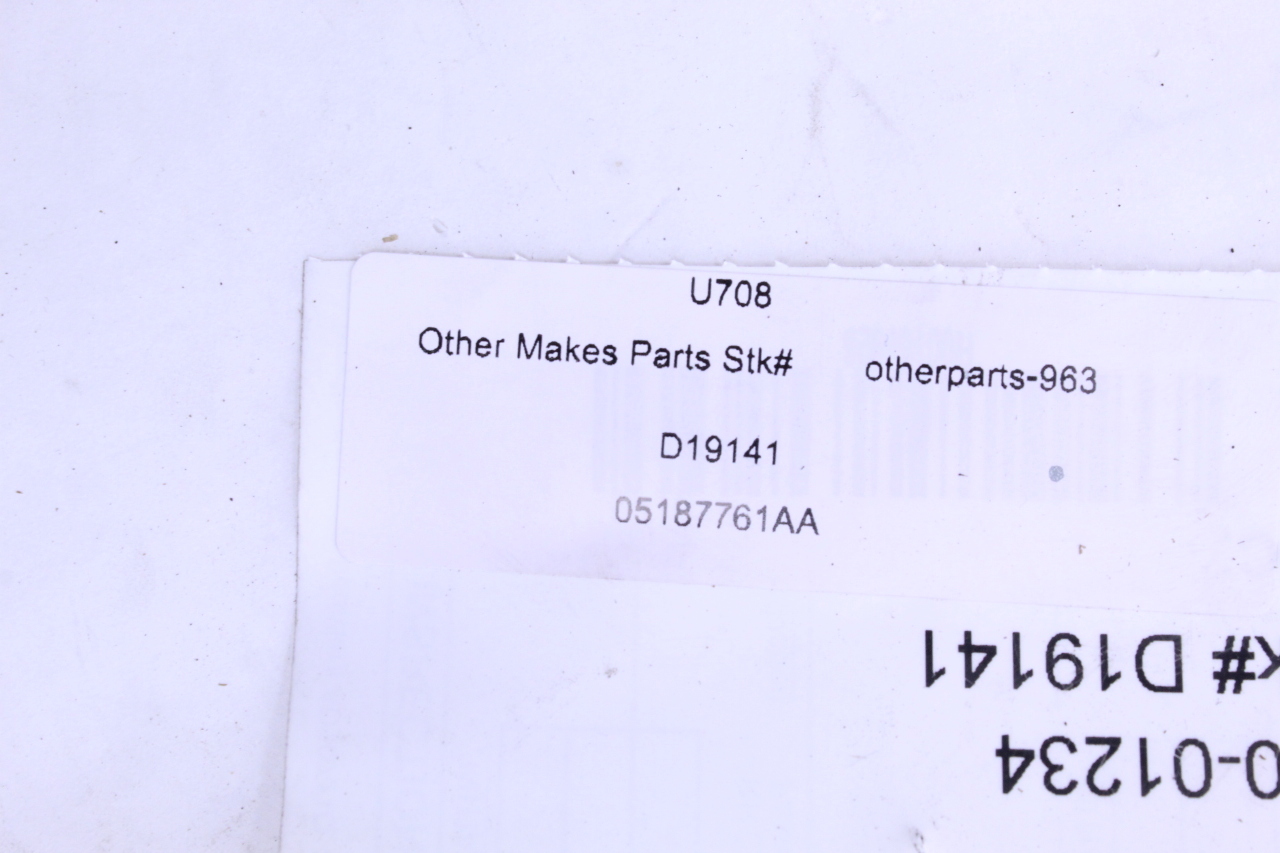 U708
Other Makes Parts Stk# otherparts-963
D19141
05187761AA
k# D19141
0-01234